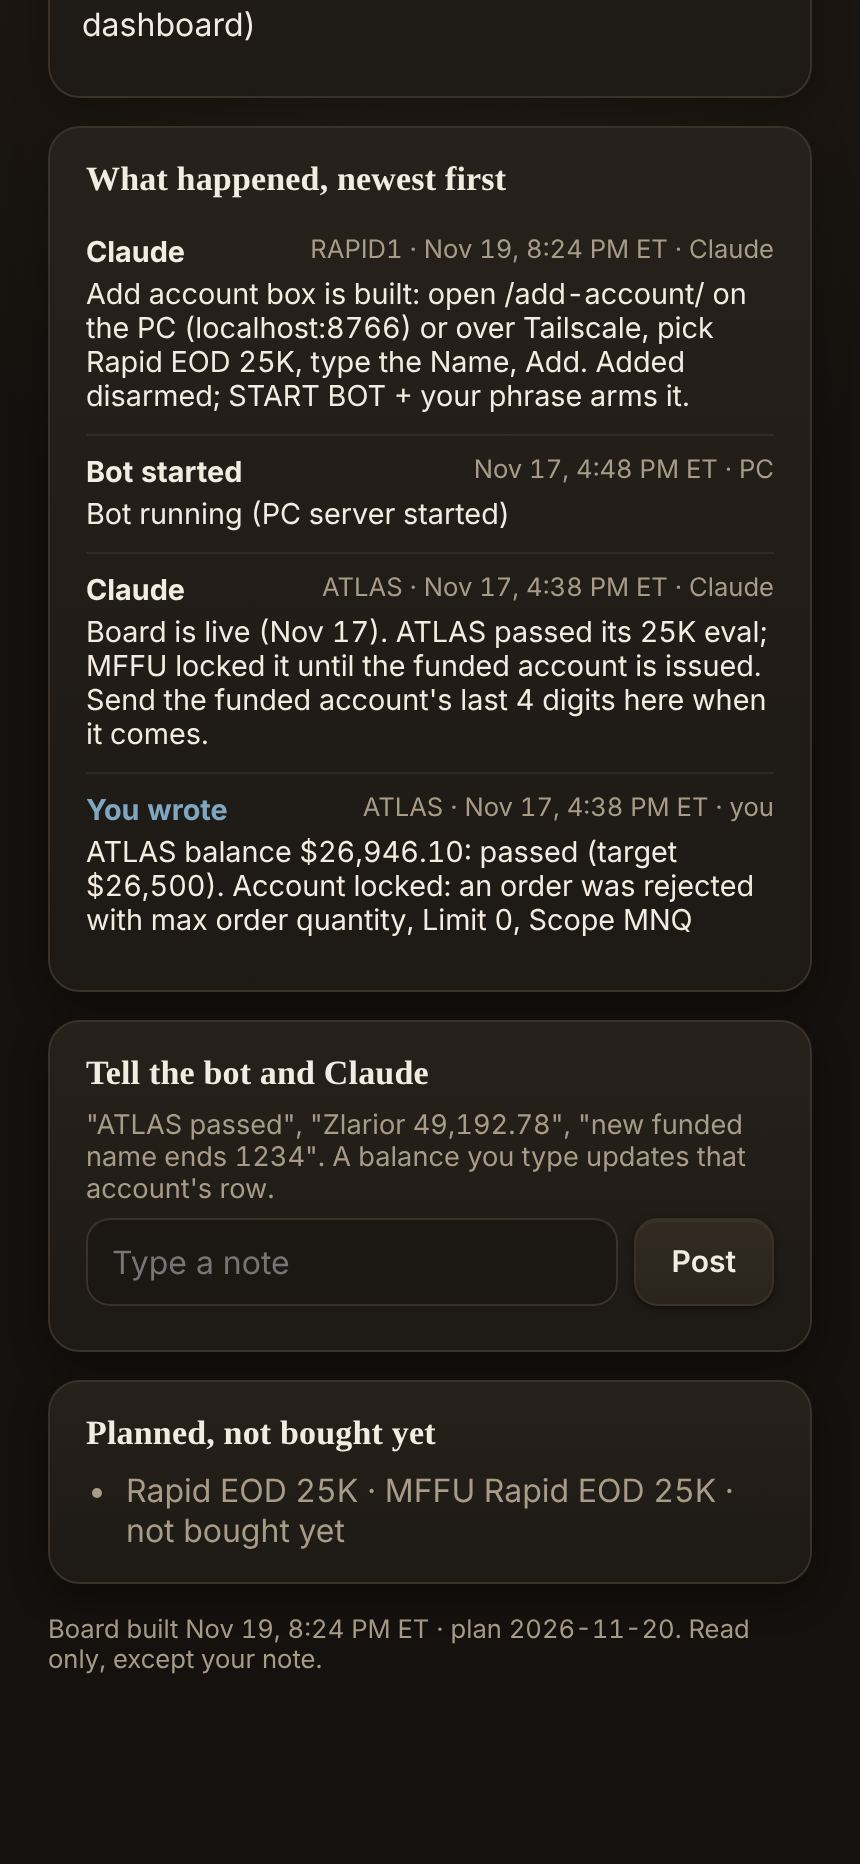 dashboard)
What happened, newest first
Claude
RAPID1 · Nov 19, 8:24 PM ET · Claude
Add account box is built: open /add-account/ on
the PC (localhost:8766) or over Tailscale, pick
Rapid EOD 25K, type the Name, Add. Added
disarmed; START BOT + your phrase arms it.
Bot started
Nov 17, 4:48 PM ET · PC
Bot running (PC server started)
Claude
ATLAS · Nov 17, 4:38 PM ET · Claude
Board is live (Nov 17). ATLAS passed its 25K eval;
MFFU locked it until the funded account is issued.
Send the funded account's last 4 digits here when
it comes.
You wrote
ATLAS · Nov 17, 4:38 PM ET · you
ATLAS balance $26,946.10: passed (target
$26,500). Account locked: an order was rejected
with max order quantity, Limit 0, Scope MNQ
Tell the bot and Claude
"ATLAS passed", "Zlarior 49,192.78", "new funded
name ends 1234". A balance you type updates that
account's row.
Type a note
Post
Planned, not bought yet
• Rapid EOD 25K · MFFU Rapid EOD 25K ·
not bought yet
Board built Nov 19, 8:24 PM ET · plan 2026-11-20. Read
only, except your note.